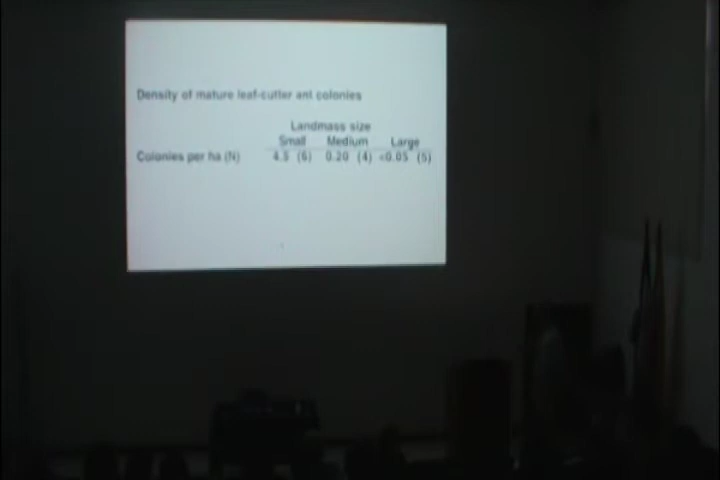 Density of mature leaf-cutter ant colonies
Landmass size
Small Medium Large
Colonies per ha (N) 4.5 (6) 0.20 (4) <0.05 (5)